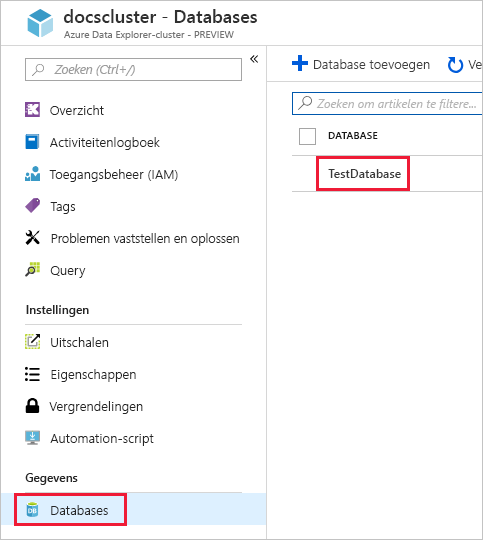 docscluster - Databases
Azure Data Explorer-cluster - PREVIEW
Zoeken (Ctrl+/)
«
Overzicht
Activiteitenlogboek
Toegangsbeheer (IAM)
Tags
Problemen vaststellen en oplossen
Query
Instellingen
Uitschalen
Eigenschappen
Vergrendelingen
Automation-script
Gegevens
Databases
Database toevoegen
Ve
Zoeken om artikelen te filtere...
DATABASE
TestDatabase